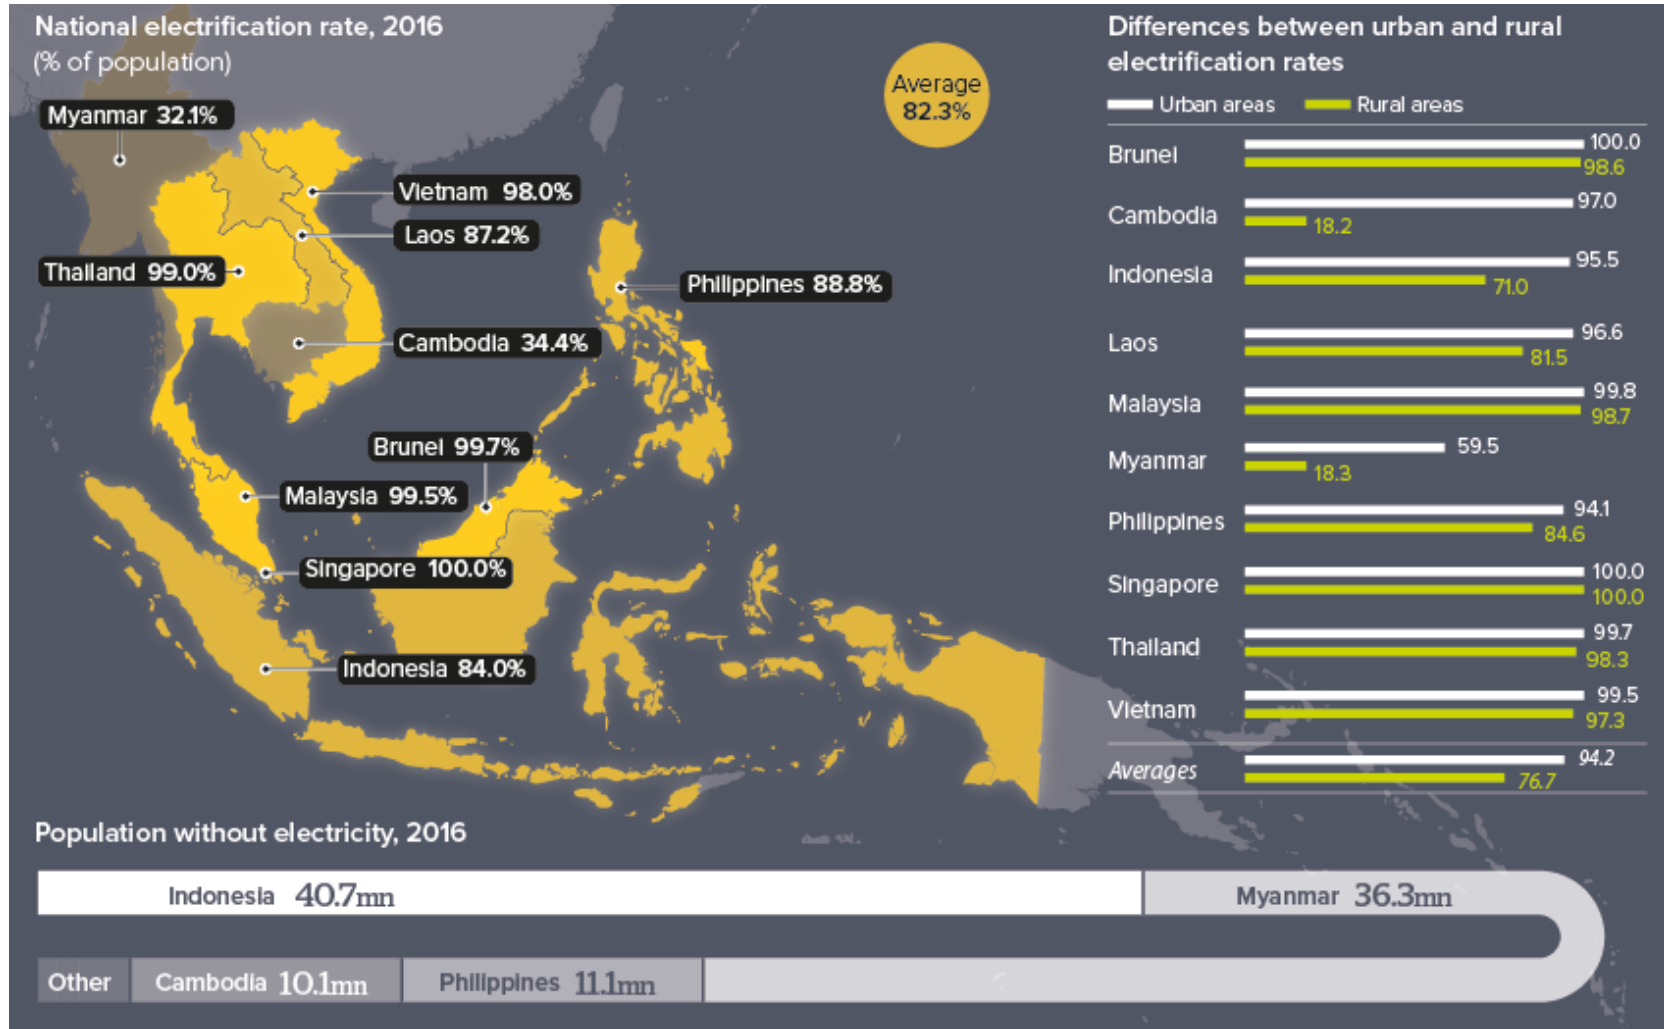 National electrification rate, 2016
(% of population)
Average
82.3%
Myanmar 32.1%
Vietnam 98.0%
Laos 87.2%
Thailand 99.0%
Philippines 88.8%
Cambodia 34.4%
Brunei 99.7%
Malaysia 99.5%
Singapore 100.0%
Indonesia 84.0%
Differences between urban and rural
electrification rates
Urban areas Rural areas
Brunei 100.0
98.6
Cambodia 97.0
18.2
Indonesia 95.5
71.0
Laos 96.6
81.5
Malaysia 99.8
98.7
Myanmar 59.5
18.3
Philippines 94.1
84.6
Singapore 100.0
100.0
Thailand 99.7
98.3
Vietnam 99.5
97.3
Averages 94.2
76.7
Population without electricity, 2016
Indonesia 40.7mn
Myanmar 36.3mn
Other
Cambodia 10.1mn
Philippines 11.1mn